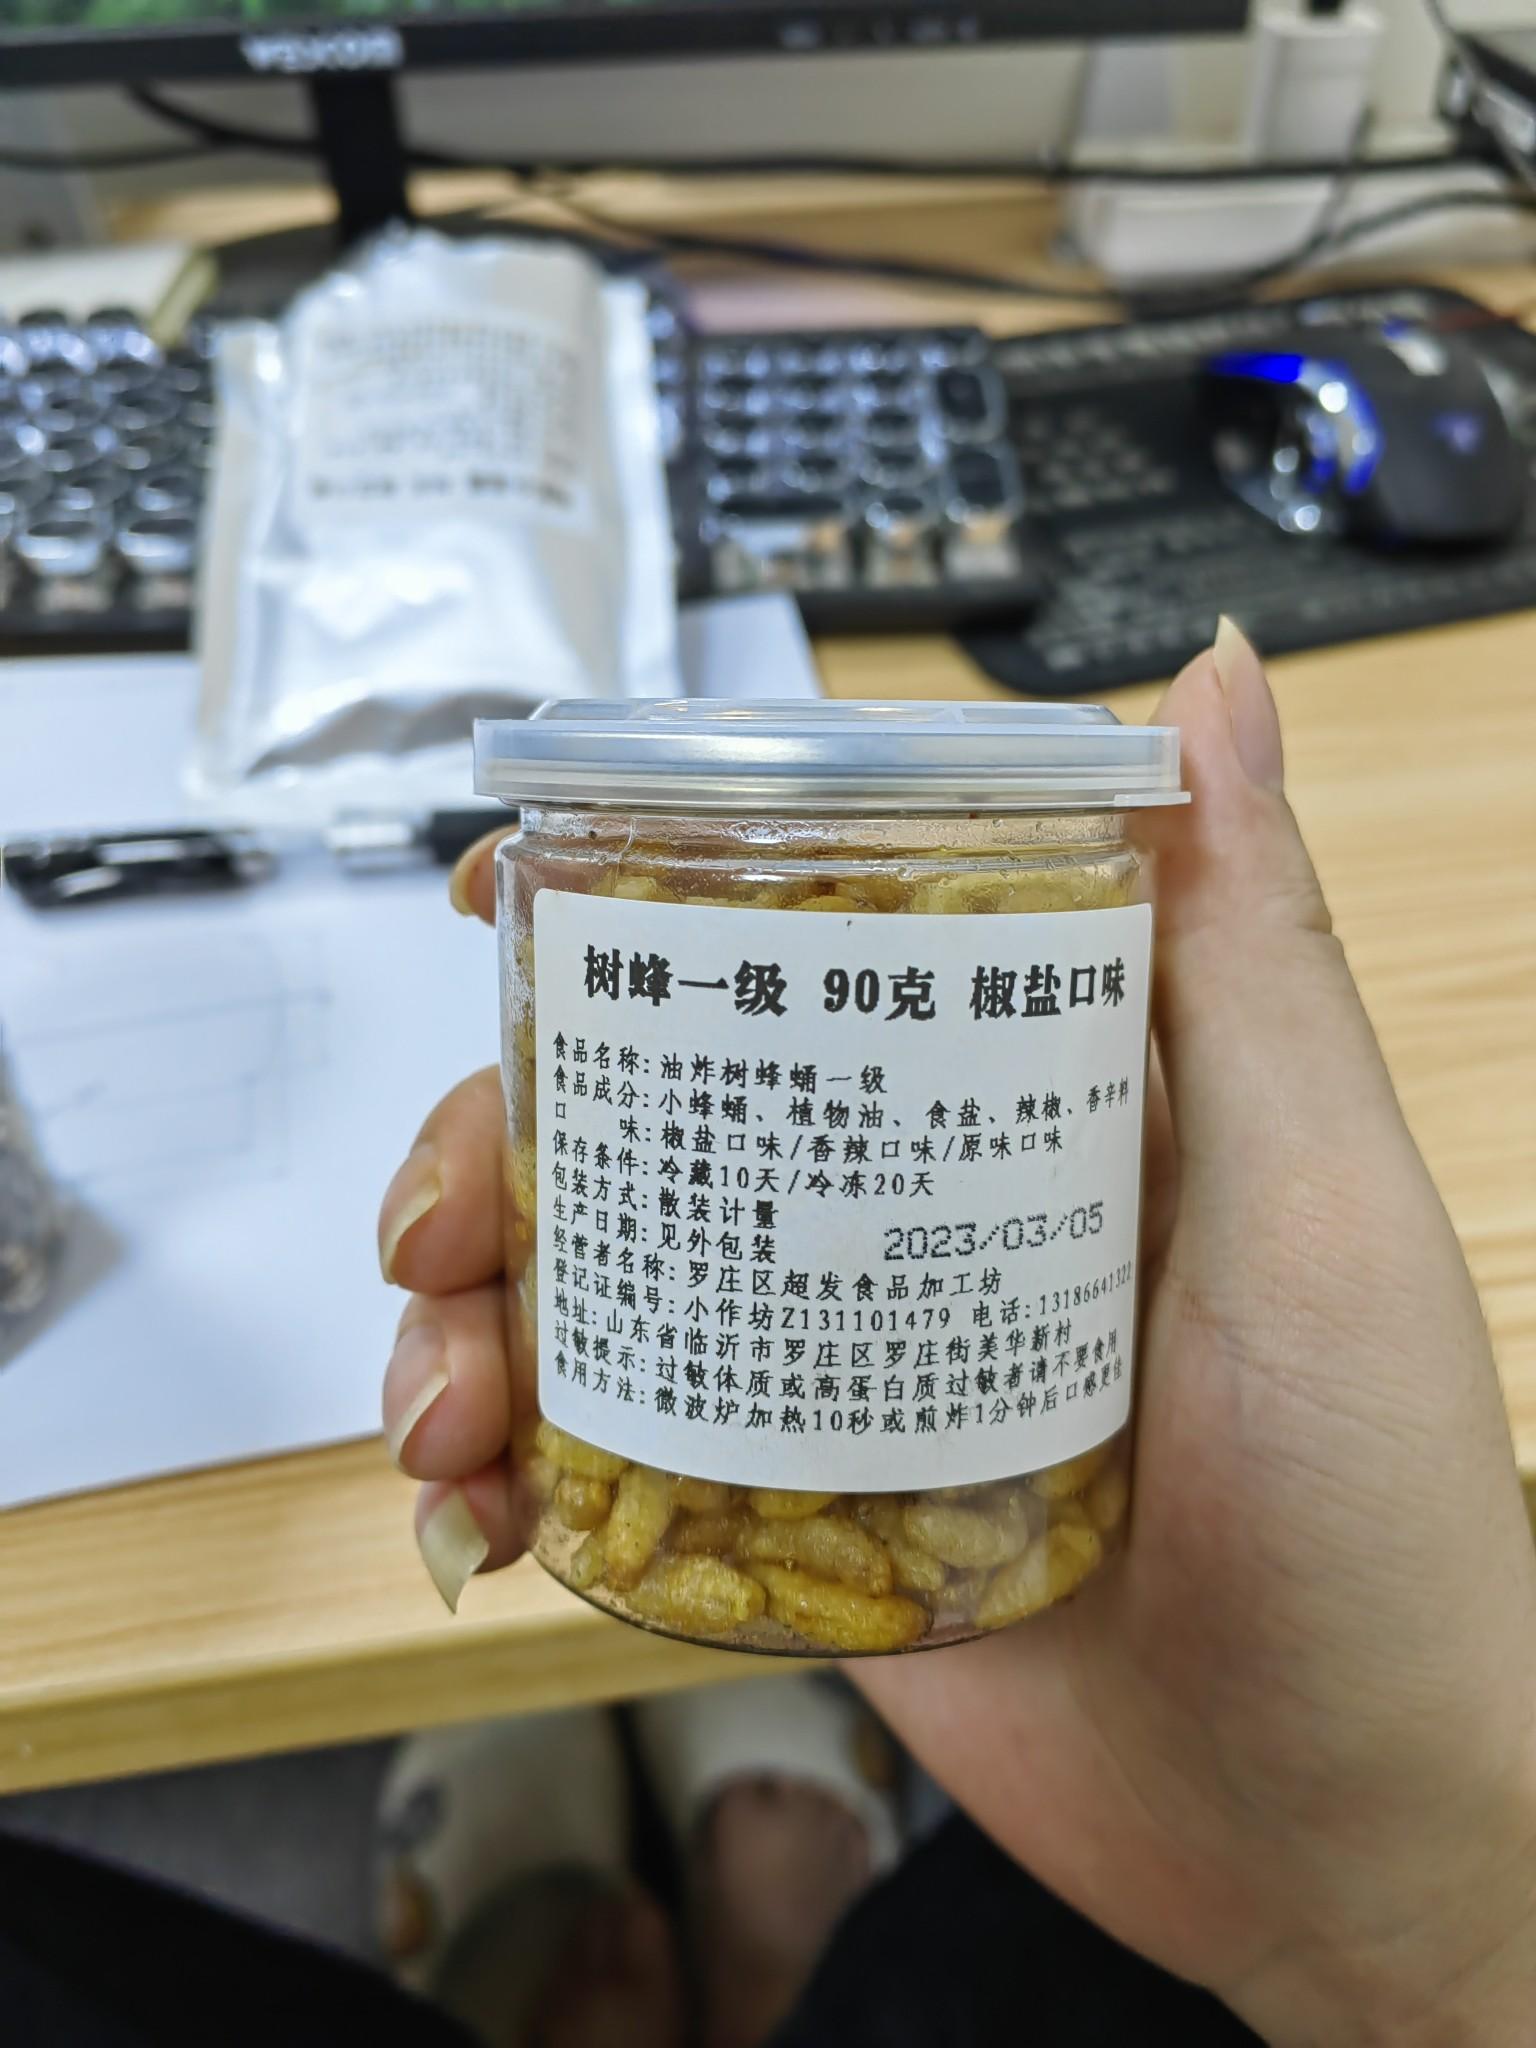 树蜂一级 90克 椒盐口味
食品名称:油炸树蜂蛹一级
食品成分:小蜂蛹、植物油、食盐、辣椒、香辛料
口 味:椒盐口味/香辣口味/原味口味
保存条件:冷藏10天/冷冻20天
包装方式:散装计量
生产日期:见外包装
2023/03/05
经营者名称:罗庄区超发食品加工坊
登记证编号:小作坊Z131101479 电话:13186641322
地址:山东省临沂市罗庄区罗庄街美华新村
过敏提示:过敏体质或高蛋白质过敏者请不要食用
食用方法:微波炉加热10秒或煎炸1分钟后口感更佳